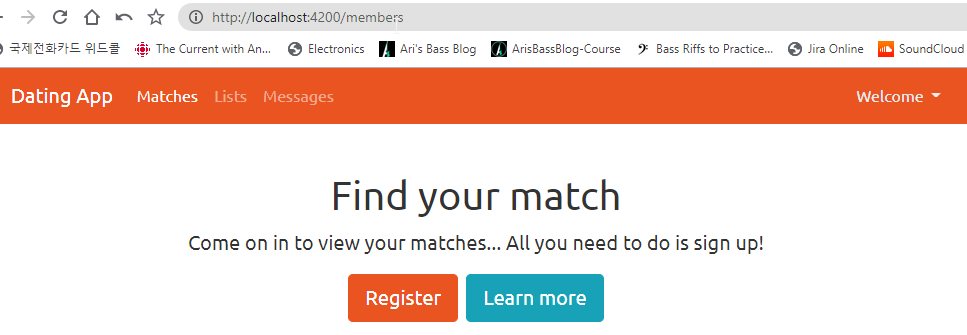 http://localhost:4200/members
국제전화카드 위드콜 The Current with An... Electronics Ari's Bass Blog ArisBassBlog-Course Bass Riffs to Practice... Jira Online SoundCloud
Dating App Matches Lists Messages Welcome
Find your match
Come on in to view your matches... All you need to do is sign up!
Register Learn more